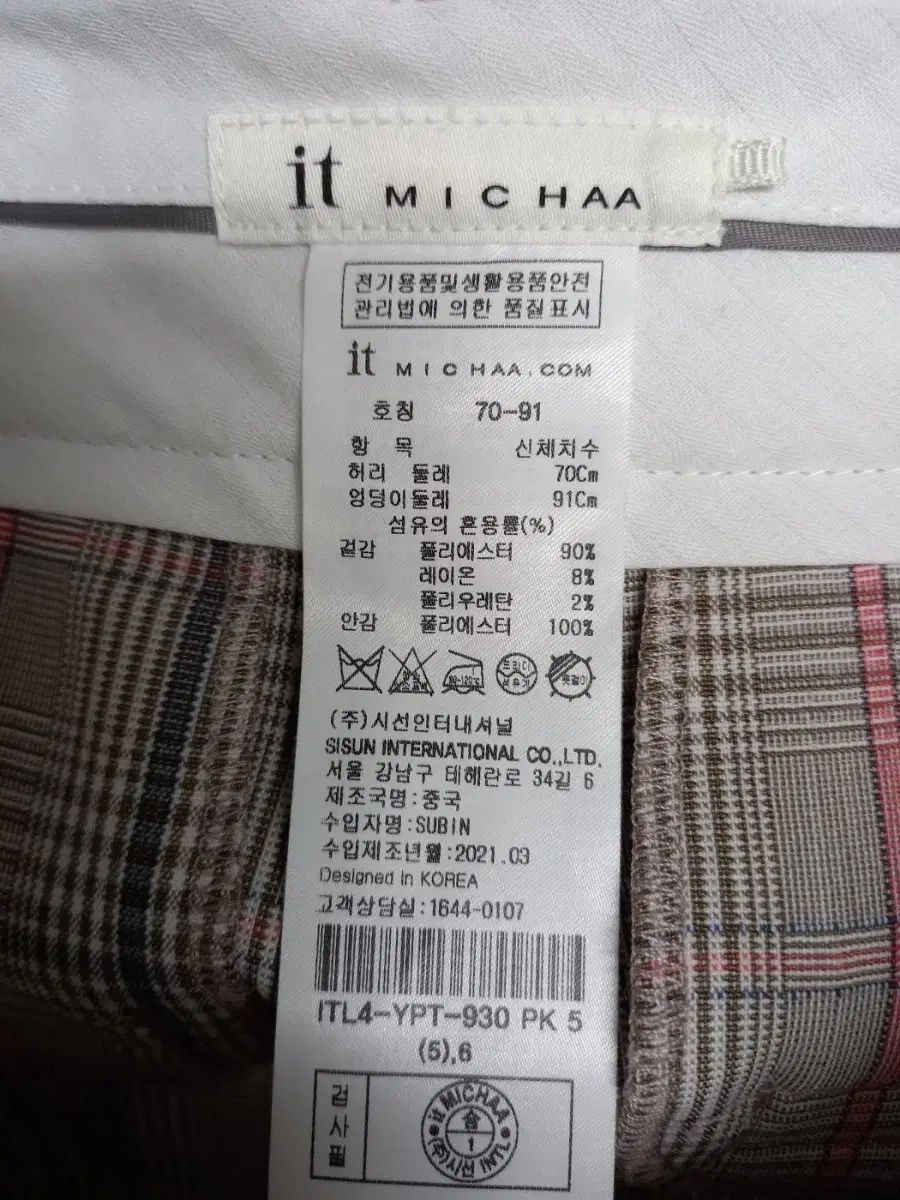 it MICHAA
전기용품및생활용품안전
관리법에 의한 품질표시
it MICHAA.COM
호칭 70-91
항 목 신체치수
허리 둘레 70Cm
엉덩이둘레 91Cm
섬유의 혼용률(%)
겉감 폴리에스터 90%
레이온 8%
폴리우레탄 2%
안감 폴리에스터 100%
(주)시선인터내셔널
SISUN INTERNATIONAL CO.,LTD.
서울 강남구 테헤란로 34길 6
제조국명:중국
수입자명:SUBIN
수입제조년월:2021.03
Designed in KOREA
고객상담실:1644-0107
ITL4-YPT-930 PK 5
(5),6
검사필
it MICHAA
1
(주)시선 INTL